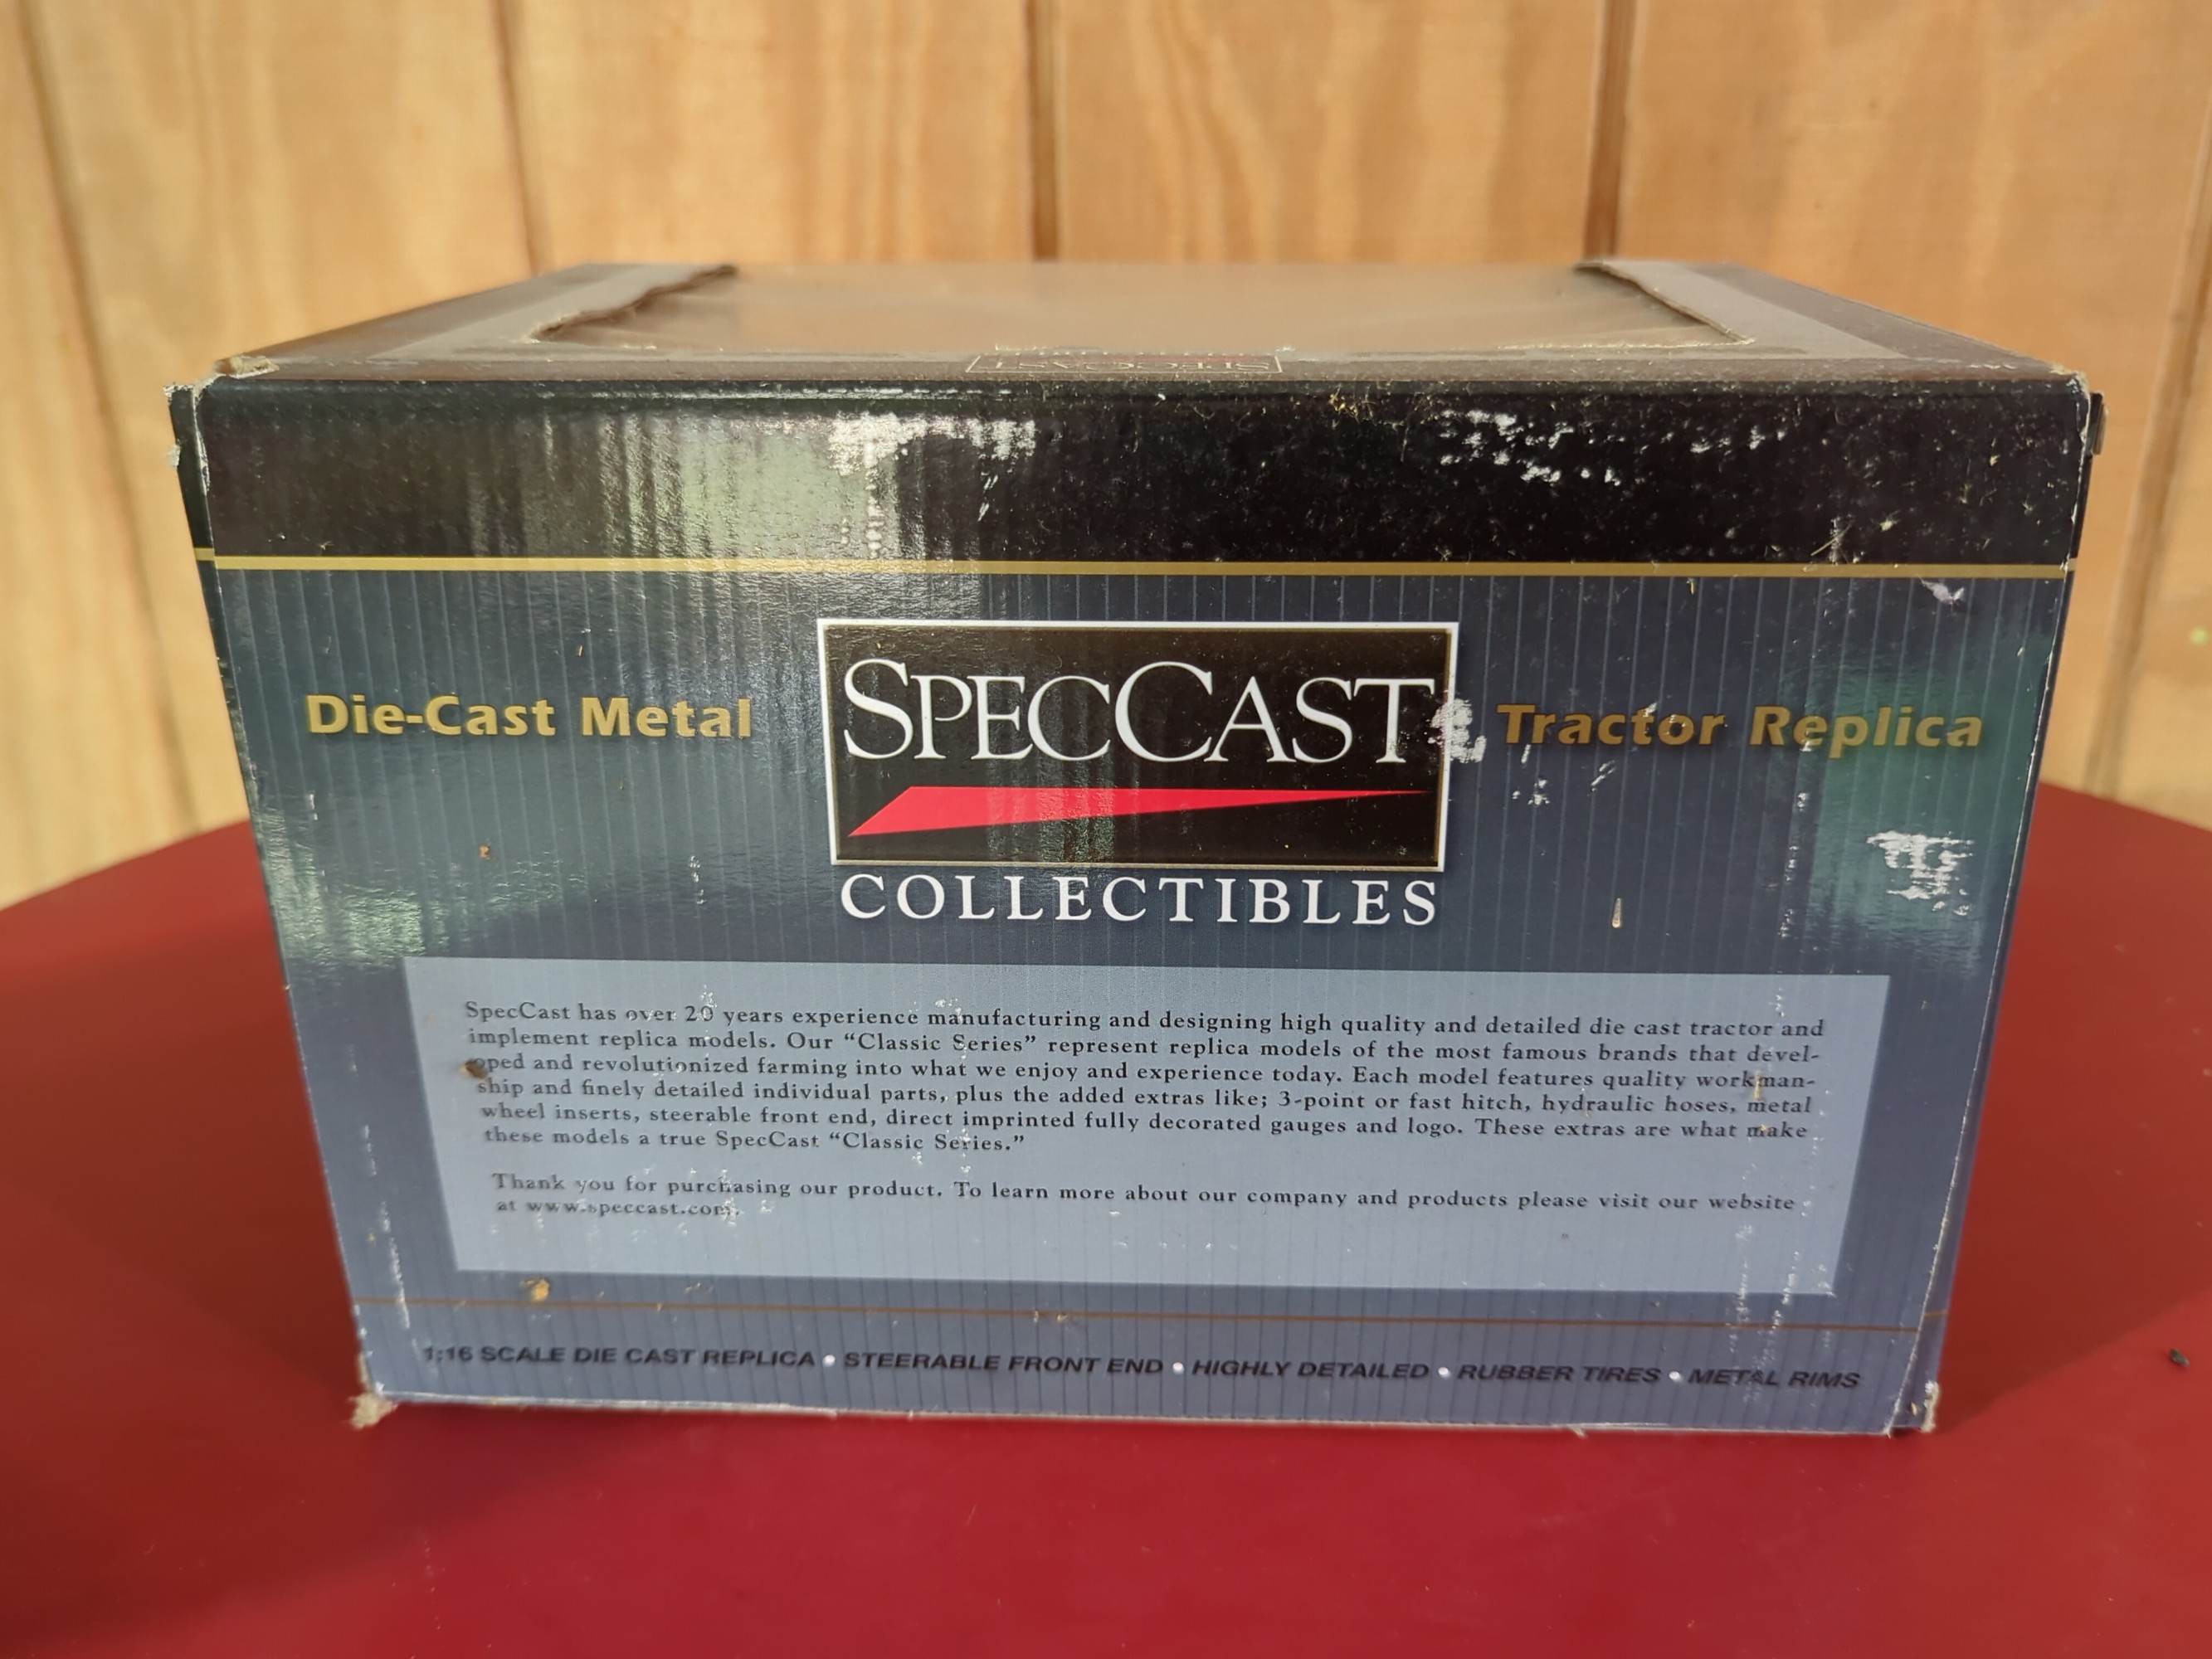 SPECCAST
Die-Cast Metal
SPECCAST
Tractor Replica
COLLECTIBLES
SpecCast has over 20 years experience manufacturing and designing high quality and detailed die cast tractor and
implement replica models. Our “Classic Series” represent replica models of the most famous brands that devel-
oped and revolutionized farming into what we enjoy and experience today. Each model features quality workman-
ship and finely detailed individual parts, plus the added extras like; 3-point or fast hitch, hydraulic hoses, metal
wheel inserts, steerable front end, direct imprinted fully decorated gauges and logo. These extras are what make
these models a true SpecCast “Classic Series.”
Thank you for purchasing our product. To learn more about our company and products please visit our website
at www.speccast.com.
1:16 SCALE DIE CAST REPLICA • STEERABLE FRONT END • HIGHLY DETAILED • RUBBER TIRES • METAL RIMS